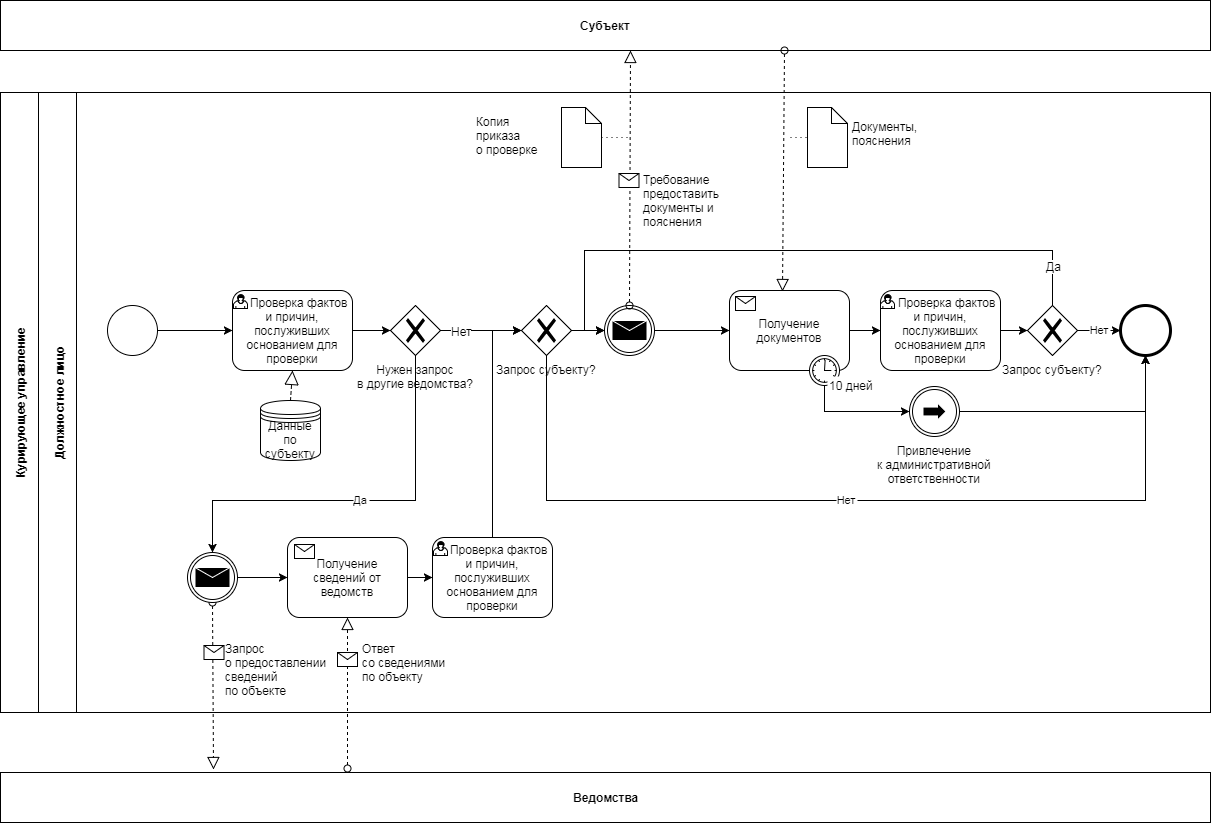 Субъект
Курирующее управление
Должностное лицо
Копия
приказа
о проверке
Документы,
пояснения
Требование
предоставить
документы и
пояснения
Да
Проверка фактов
и причин,
послуживших
основанием для
проверки
Нет
Нужен запрос
в другие ведомства?
Запрос субъекту?
Получение
документов
10 дней
Проверка фактов
и причин,
послуживших
основанием для
проверки
Запрос субъекту?
Нет
Данные
по
субъекту
Привлечение
к административной
ответственности
Да
Нет
Получение
сведений от
ведомств
Проверка фактов
и причин,
послуживших
основанием для
проверки
Запрос
о предоставлении
сведений
по объекте
Ответ
со сведениями
по объекту
Ведомства